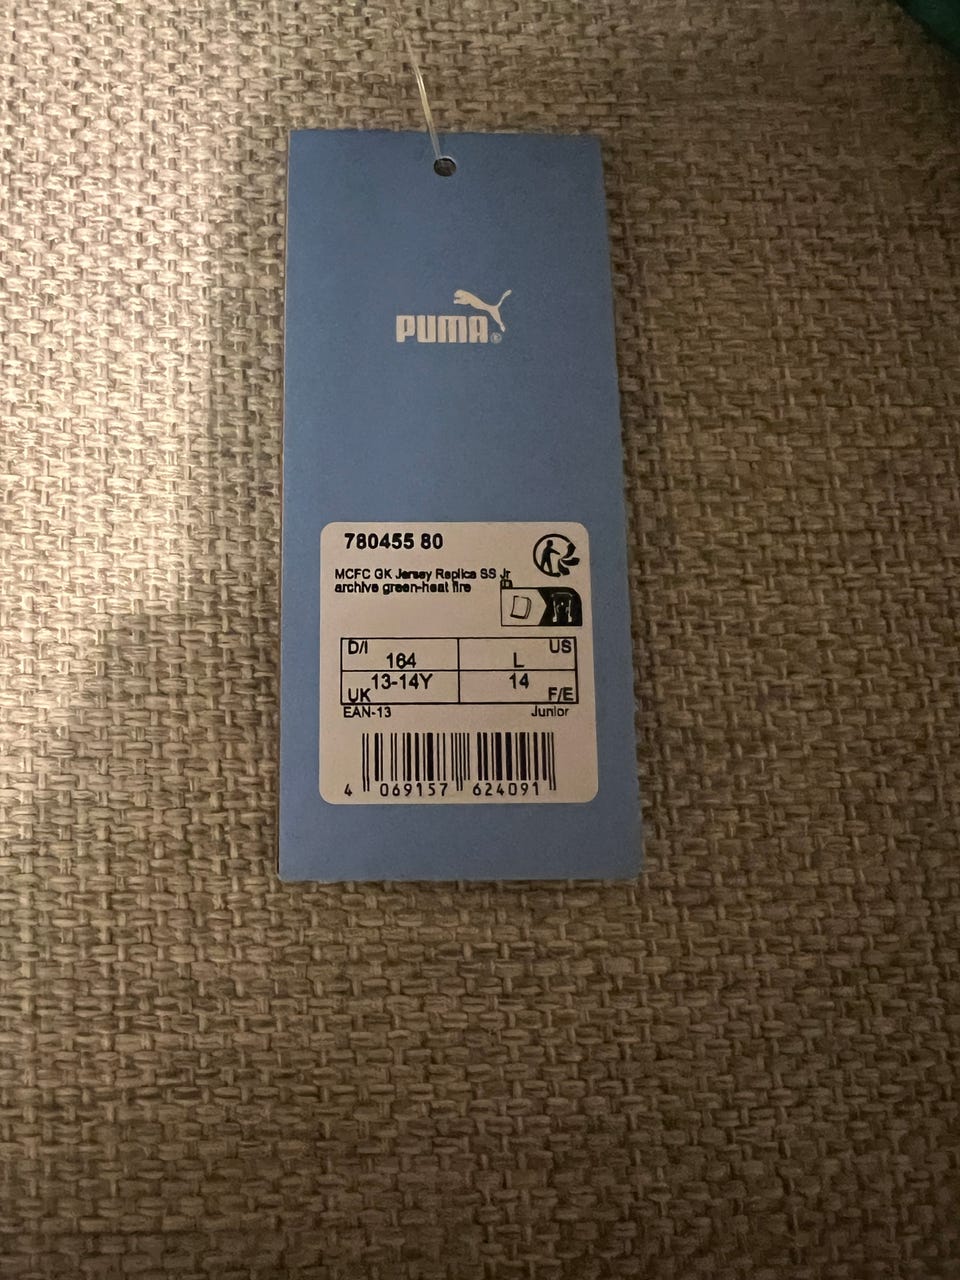 PUMA®
780455 80
MCFC GK Jersey Replica SS Jr
archive green-heat fire
D/I 164 L US
UK 13-14Y 14 F/E
EAN-13 Junior
4 069157 624091